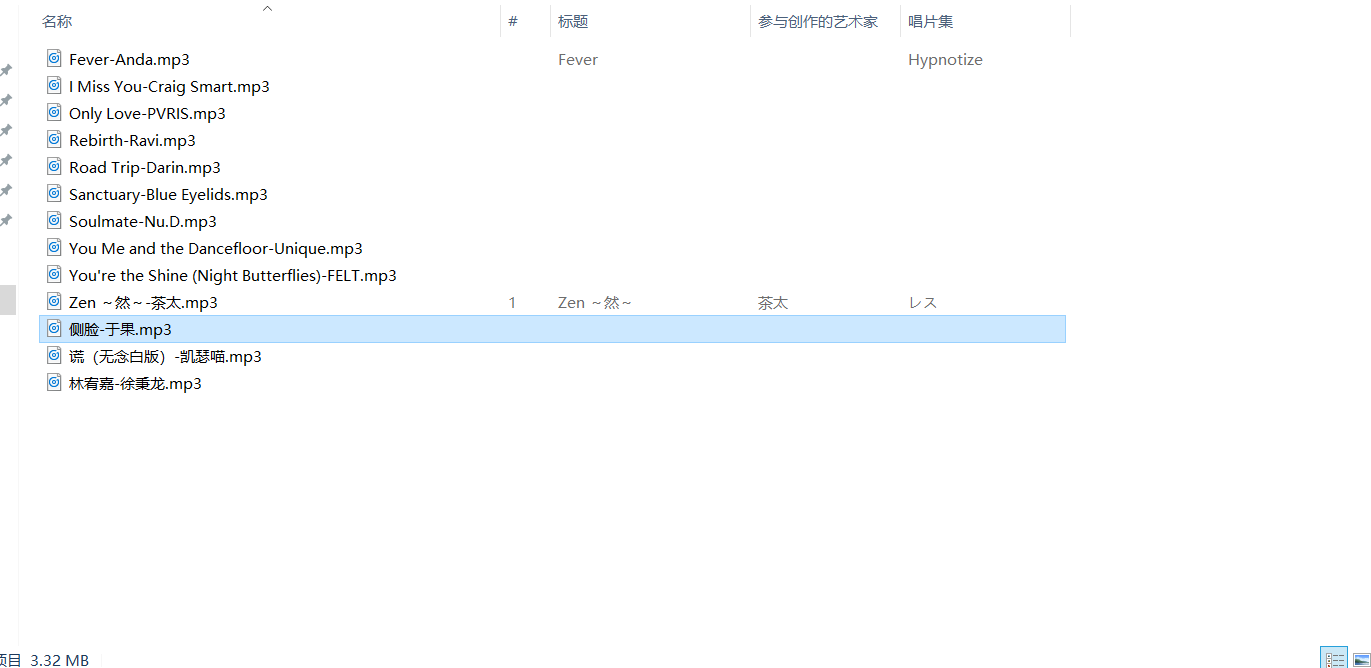 名称 # 标题 参与创作的艺术家 唱片集
Fever-Anda.mp3 Fever Hypnotize
I Miss You-Craig Smart.mp3
Only Love-PVRIS.mp3
Rebirth-Ravi.mp3
Road Trip-Darin.mp3
Sanctuary-Blue Eyelids.mp3
Soulmate-Nu.D.mp3
You Me and the Dancefloor-Unique.mp3
You're the Shine (Night Butterflies)-FELT.mp3
Zen ～然～-茶太.mp3 1 Zen ～然～ 茶太 レス
侧脸-于果.mp3
谎（无念白版）-凯瑟喵.mp3
林宥嘉-徐秉龙.mp3
项目 3.32 MB